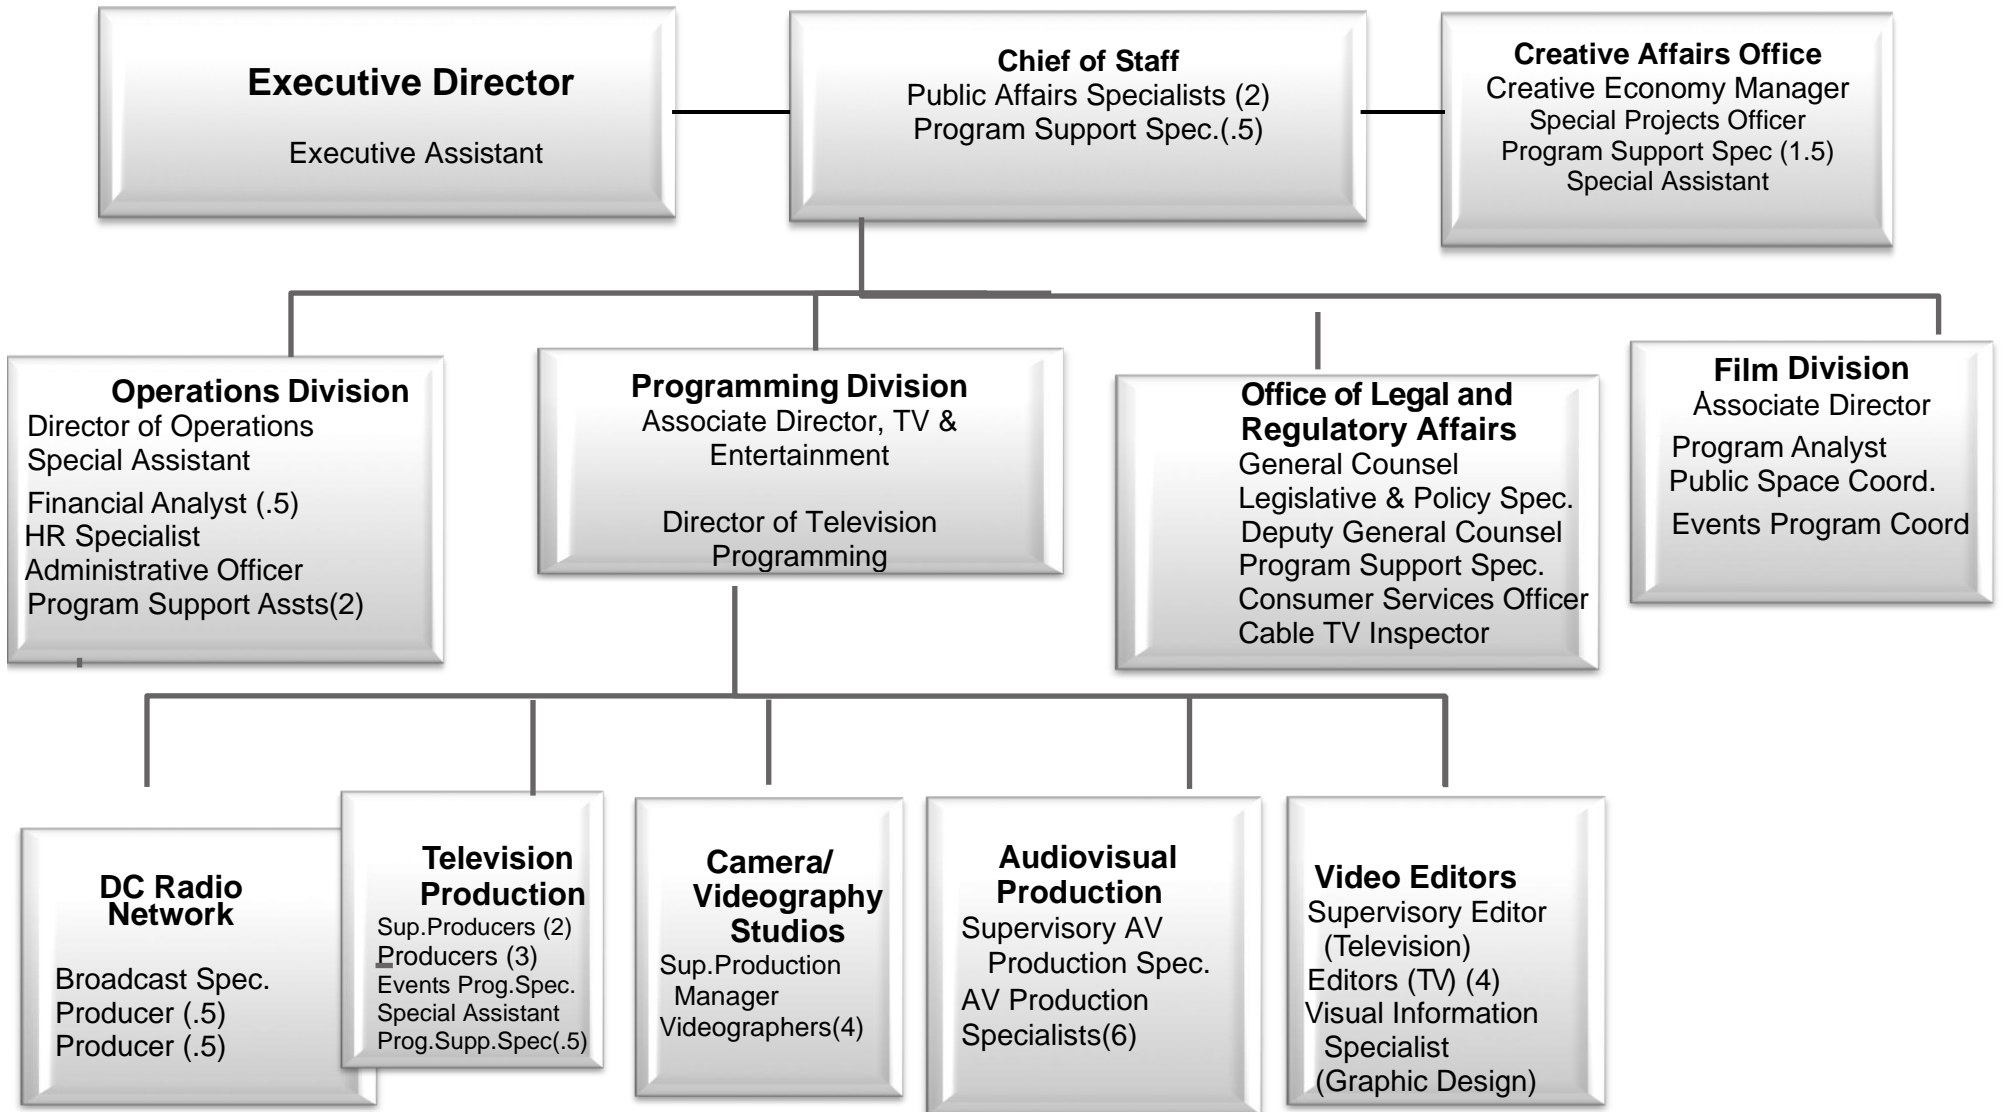 Executive Director
Executive Assistant
Chief of Staff
Public Affairs Specialists (2)
Program Support Spec.(.5)
Creative Affairs Office
Creative Economy Manager
Special Projects Officer
Program Support Spec (1.5)
Special Assistant
Operations Division
Director of Operations
Special Assistant
Financial Analyst (.5)
HR Specialist
Administrative Officer
Program Support Assts(2)
Programming Division
Associate Director, TV &
Entertainment
Director of Television
Programming
Office of Legal and
Regulatory Affairs
General Counsel
Legislative & Policy Spec.
Deputy General Counsel
Program Support Spec.
Consumer Services Officer
Cable TV Inspector
Film Division
Associate Director
Program Analyst
Public Space Coord.
Events Program Coord
DC Radio
Network
Broadcast Spec.
Producer (.5)
Producer (.5)
Television
Production
Sup.Producers (2)
Producers (3)
Events Prog.Spec.
Special Assistant
Prog.Supp.Spec(.5)
Camera/
Videography
Studios
Sup.Production
Manager
Videographers(4)
Audiovisual
Production
Supervisory AV
Production Spec.
AV Production
Specialists(6)
Video Editors
Supervisory Editor
(Television)
Editors (TV) (4)
Visual Information
Specialist
(Graphic Design)